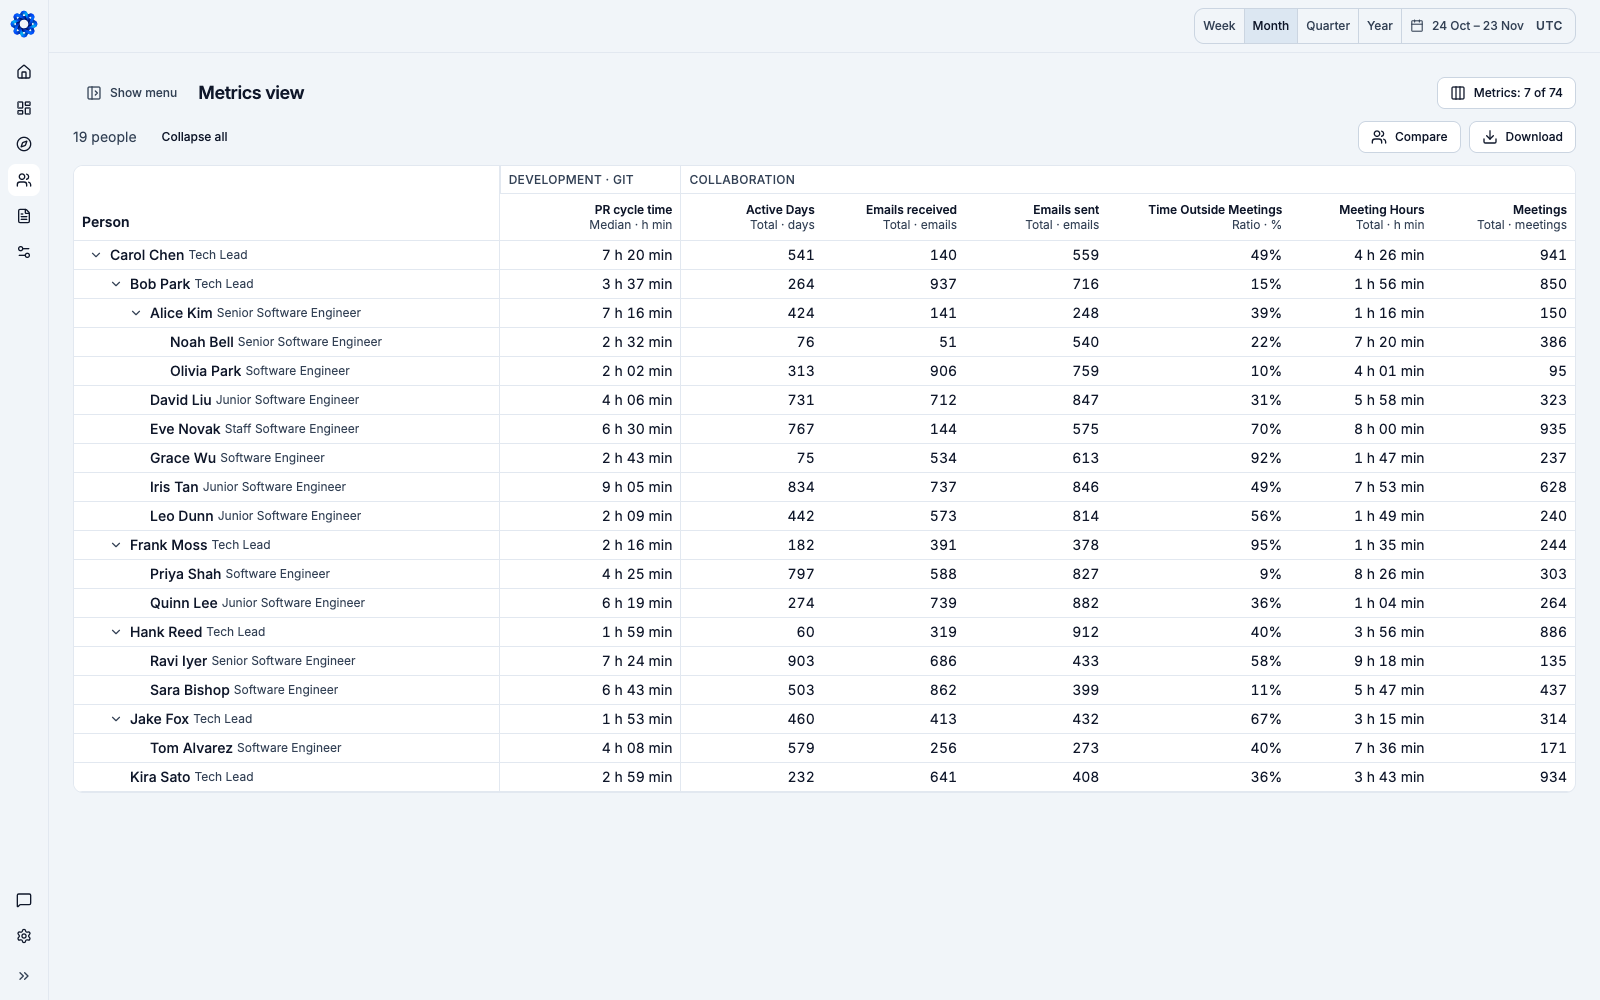 Week Month Quarter Year 24 Oct – 23 Nov UTC
Show menu Metrics view Metrics: 7 of 74
19 people Collapse all Compare Download
DEVELOPMENT · GIT COLLABORATION
Person PR cycle time Active Days Emails received Emails sent Time Outside Meetings Meeting Hours Meetings
Median · h min Total · days Total · emails Total · emails Ratio · % Total · h min Total · meetings
Carol Chen Tech Lead 7 h 20 min 541 140 559 49% 4 h 26 min 941
Bob Park Tech Lead 3 h 37 min 264 937 716 15% 1 h 56 min 850
Alice Kim Senior Software Engineer 7 h 16 min 424 141 248 39% 1 h 16 min 150
Noah Bell Senior Software Engineer 2 h 32 min 76 51 540 22% 7 h 20 min 386
Olivia Park Software Engineer 2 h 02 min 313 906 759 10% 4 h 01 min 95
David Liu Junior Software Engineer 4 h 06 min 731 712 847 31% 5 h 58 min 323
Eve Novak Staff Software Engineer 6 h 30 min 767 144 575 70% 8 h 00 min 935
Grace Wu Software Engineer 2 h 43 min 75 534 613 92% 1 h 47 min 237
Iris Tan Junior Software Engineer 9 h 05 min 834 737 846 49% 7 h 53 min 628
Leo Dunn Junior Software Engineer 2 h 09 min 442 573 814 56% 1 h 49 min 240
Frank Moss Tech Lead 2 h 16 min 182 391 378 95% 1 h 35 min 244
Priya Shah Software Engineer 4 h 25 min 797 588 827 9% 8 h 26 min 303
Quinn Lee Junior Software Engineer 6 h 19 min 274 739 882 36% 1 h 04 min 264
Hank Reed Tech Lead 1 h 59 min 60 319 912 40% 3 h 56 min 886
Ravi Iyer Senior Software Engineer 7 h 24 min 903 686 433 58% 9 h 18 min 135
Sara Bishop Software Engineer 6 h 43 min 503 862 399 11% 5 h 47 min 437
Jake Fox Tech Lead 1 h 53 min 460 413 432 67% 3 h 15 min 314
Tom Alvarez Software Engineer 4 h 08 min 579 256 273 40% 7 h 36 min 171
Kira Sato Tech Lead 2 h 59 min 232 641 408 36% 3 h 43 min 934